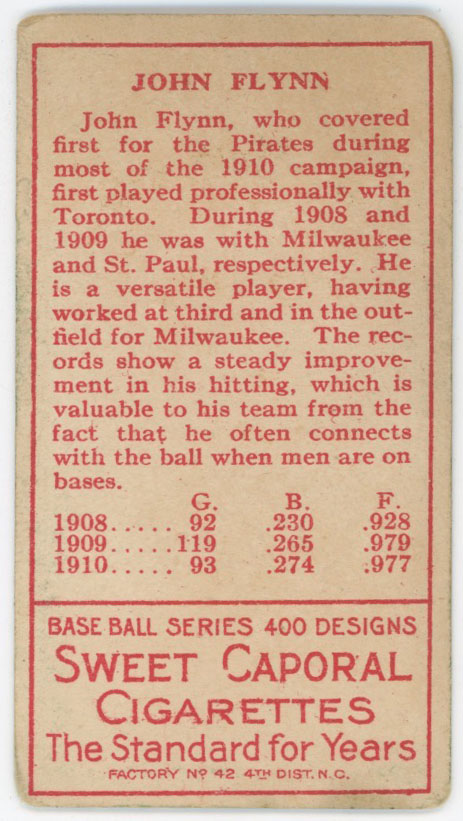 JOHN FLYNN
John Flynn, who covered
first for the Pirates during
most of the 1910 campaign,
first played professionally with
Toronto. During 1908 and
1909 he was with Milwaukee
and St. Paul, respectively. He
is a versatile player, having
worked at third and in the out-
field for Milwaukee. The rec-
ords show a steady improve-
ment in his hitting, which is
valuable to his team from the
fact that he often connects
with the ball when men are on
bases.
G. B. F.
1908..... 92 .230 .928
1909.....119 .265 .979
1910..... 93 .274 .977
BASE BALL SERIES 400 DESIGNS
SWEET CAPORAL
CIGARETTES
The Standard for Years
FACTORY No 42 4TH DIST. N.C.